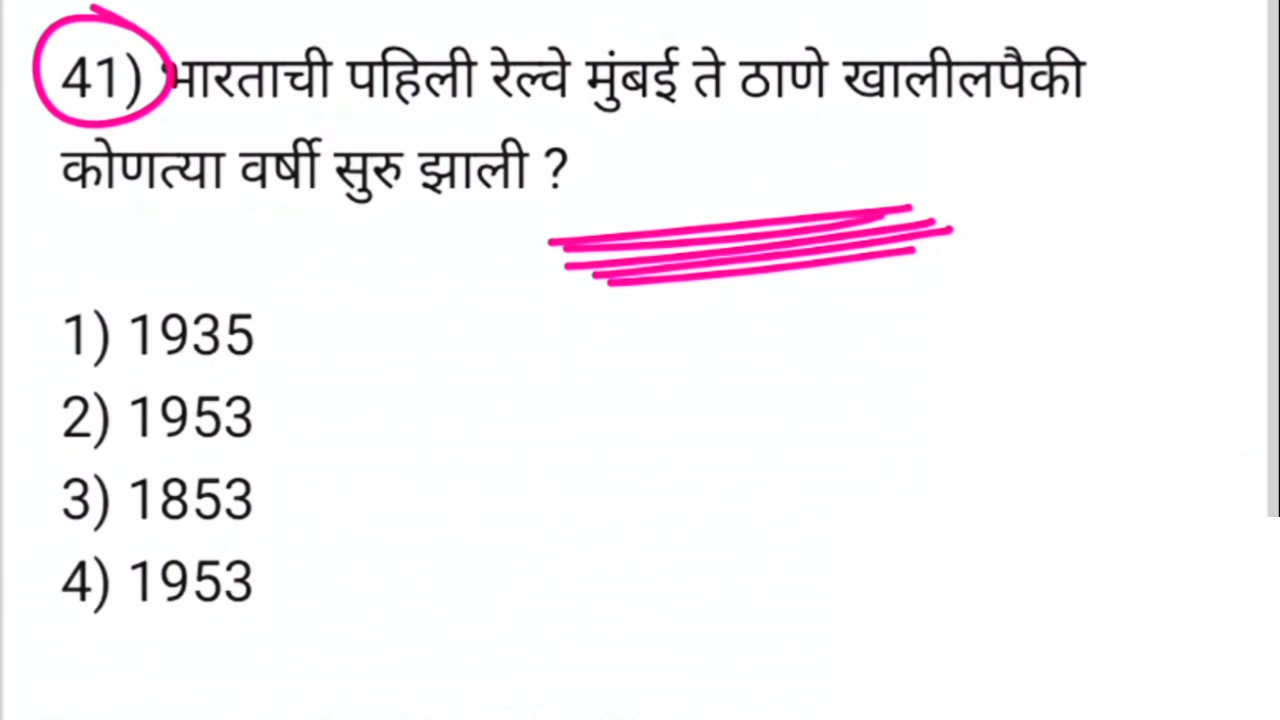 41) भारताची पहिली रेल्वे मुंबई ते ठाणे खालीलपैकी
कोणत्या वर्षी सुरु झाली ?
1) 1935
2) 1953
3) 1853
4) 1953